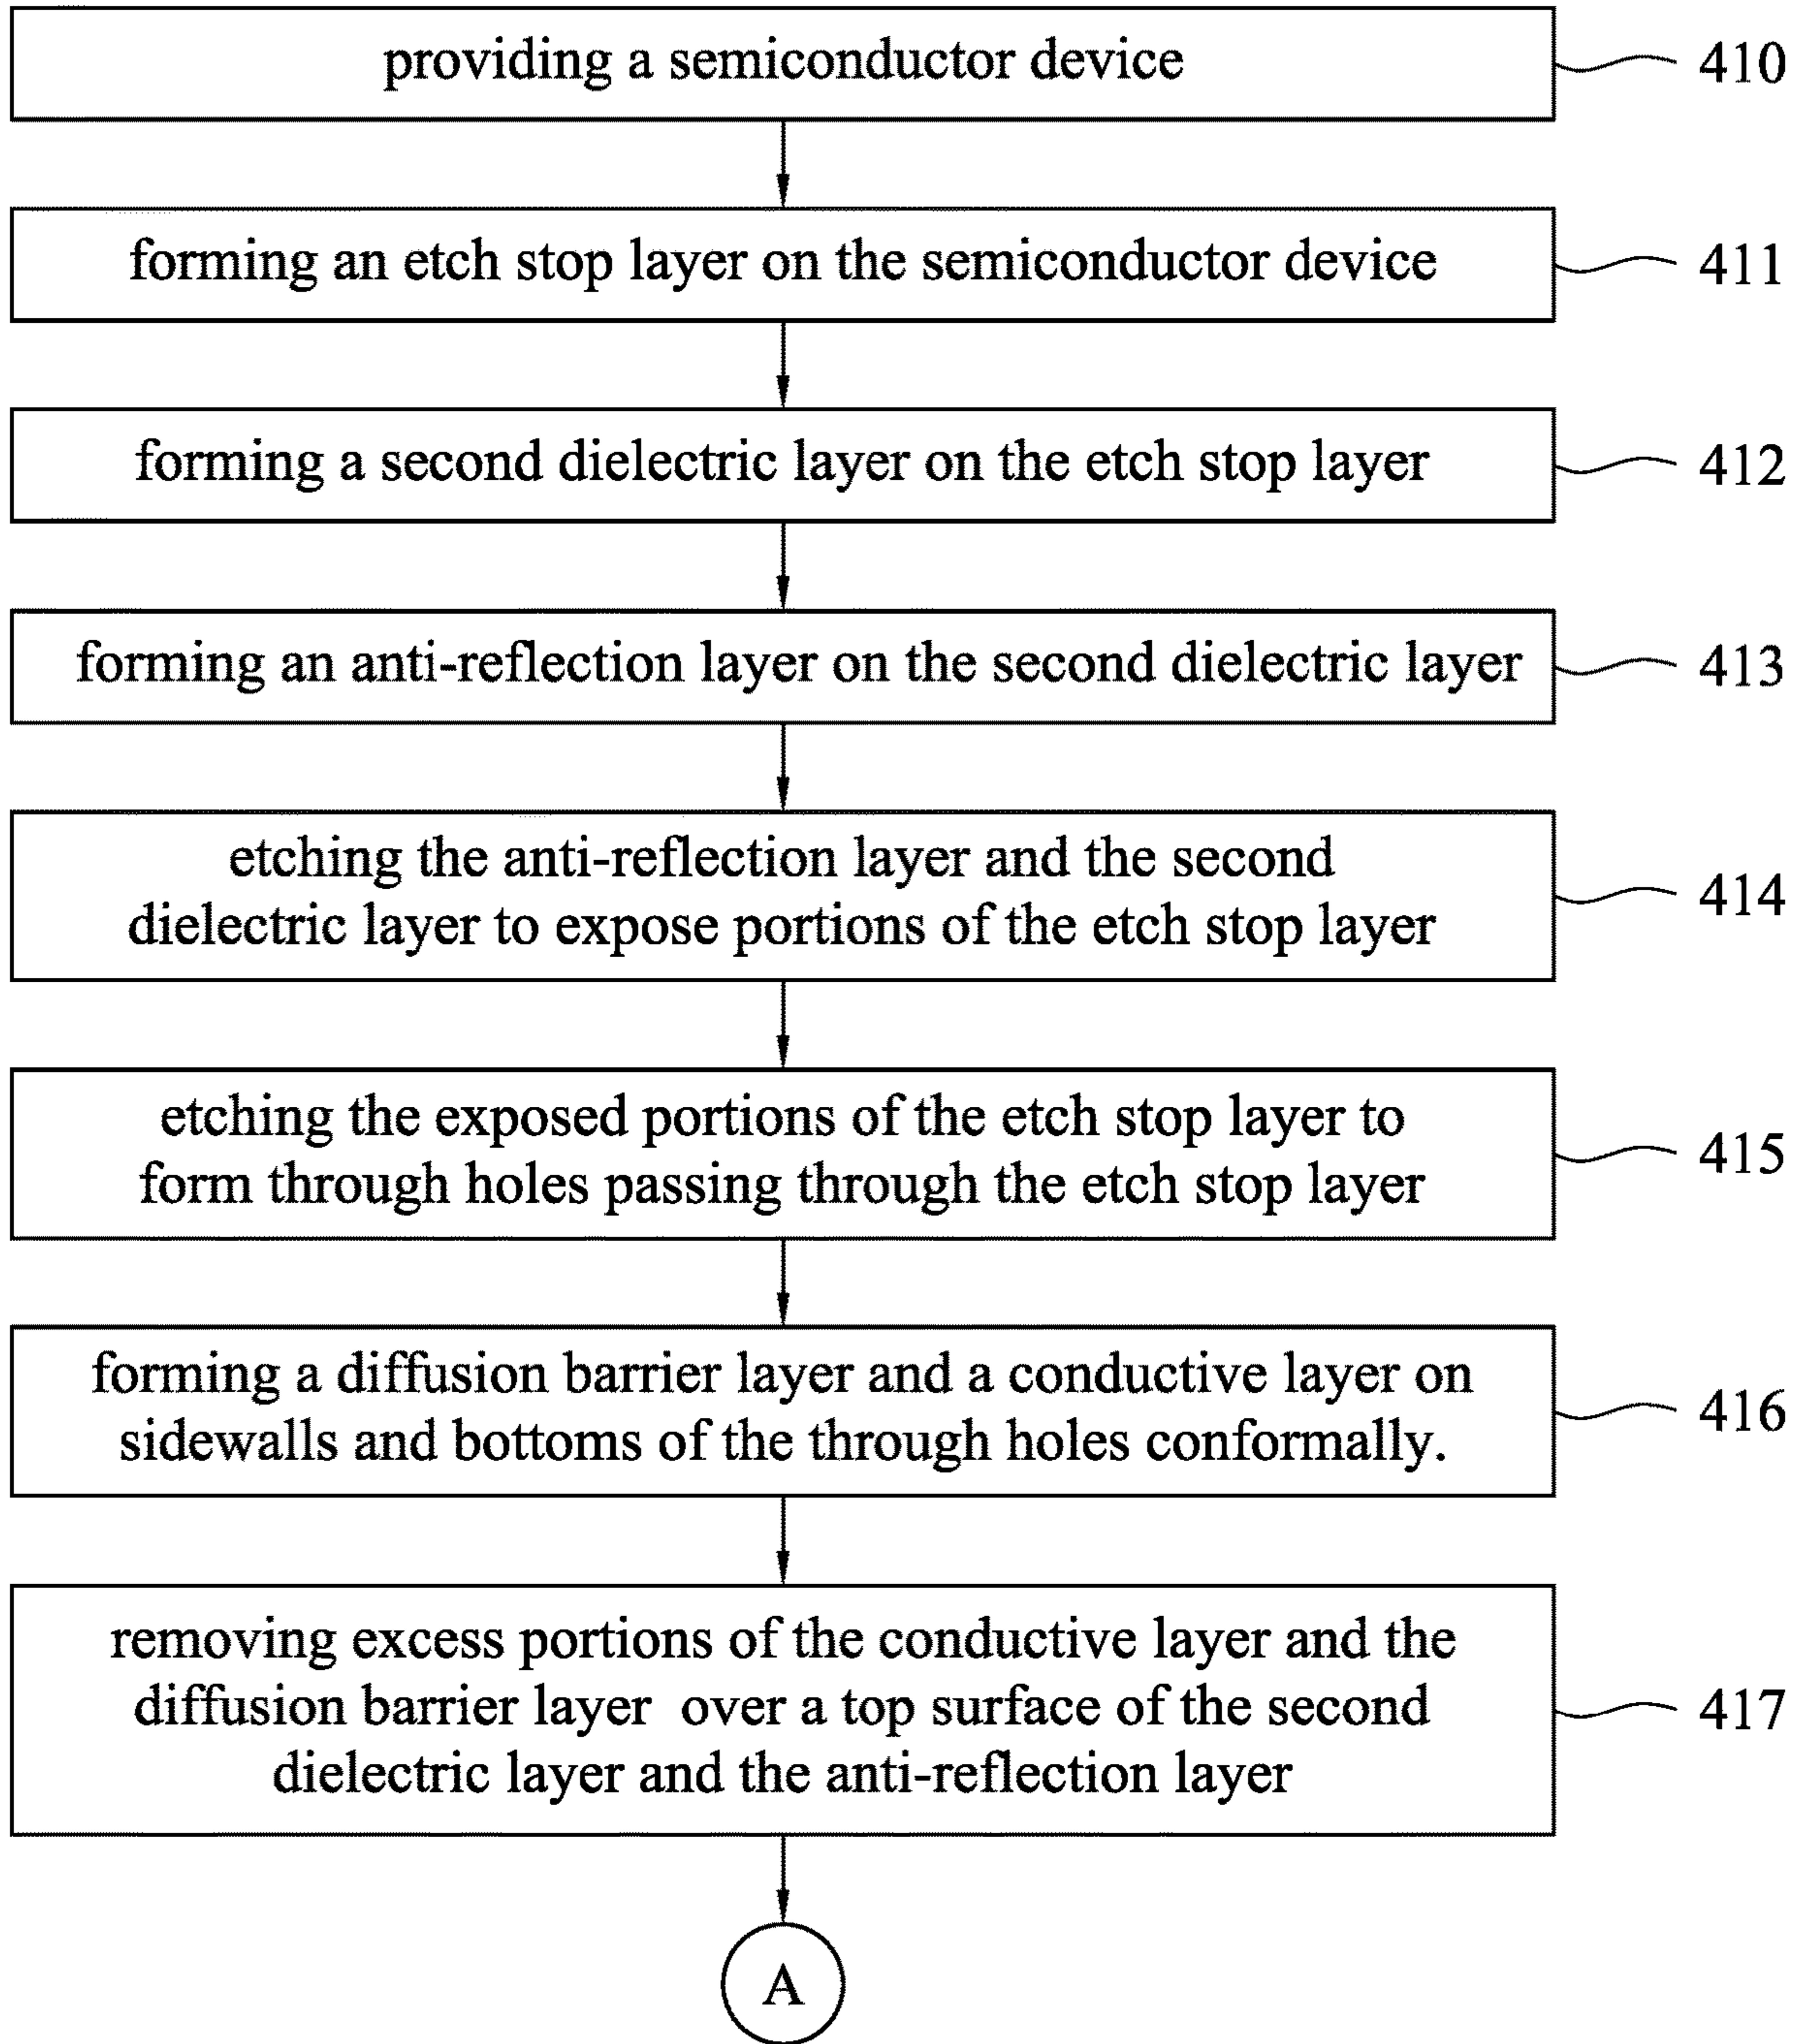 providing a semiconductor device
410
forming an etch stop layer on the semiconductor device
411
forming a second dielectric layer on the etch stop layer
412
forming an anti-reflection layer on the second dielectric layer
413
etching the anti-reflection layer and the second
dielectric layer to expose portions of the etch stop layer
414
etching the exposed portions of the etch stop layer to
form through holes passing through the etch stop layer
415
forming a diffusion barrier layer and a conductive layer on
sidewalls and bottoms of the through holes conformally.
416
removing excess portions of the conductive layer and the
diffusion barrier layer over a top surface of the second
dielectric layer and the anti-reflection layer
417
A